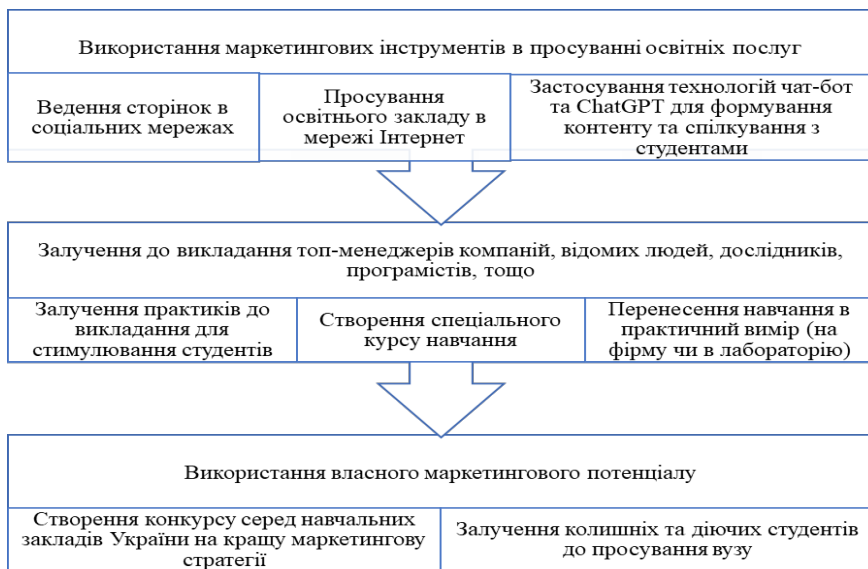 Використання маркетингових інструментів в просуванні освітніх послуг
Ведення сторінок в
соціальних мережах
Просування
освітнього закладу в
мережі Інтернет
Застосування технологій чат-бот
та ChatGPT для формування
контенту та спілкування з
студентами
Залучення до викладання топ-менеджерів компаній, відомих людей, дослідників,
програмістів, тощо
Залучення практиків до
викладання для
стимулювання студентів
Створення спеціального
курсу навчання
Перенесення навчання в
практичний вимір (на
фірму чи в лабораторію)
Використання власного маркетингового потенціалу
Створення конкурсу серед навчальних
закладів України на кращу маркетингову
стратегії
Залучення колишніх та діючих студентів
до просування вузу